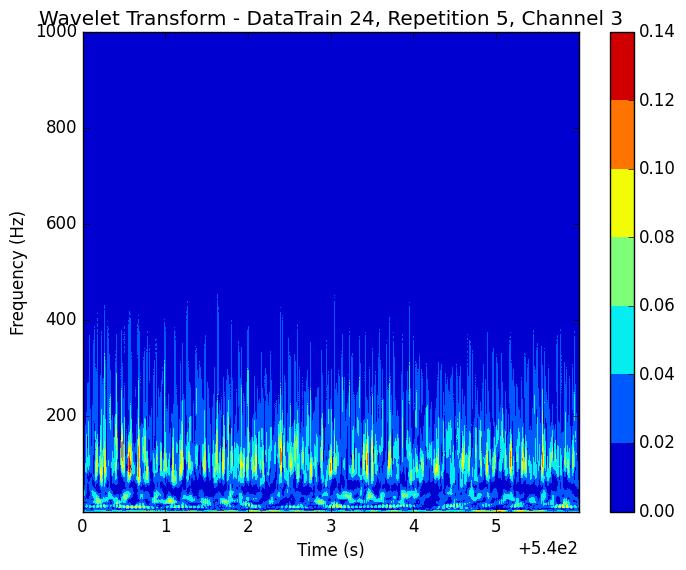 Wavelet Transform - DataTrain 24, Repetition 5, Channel 3
1000
800
600
400
200
Frequency (Hz)
0 1 2 3 4 5
+5.4e2
Time (s)
0.14
0.12
0.10
0.08
0.06
0.04
0.02
0.00